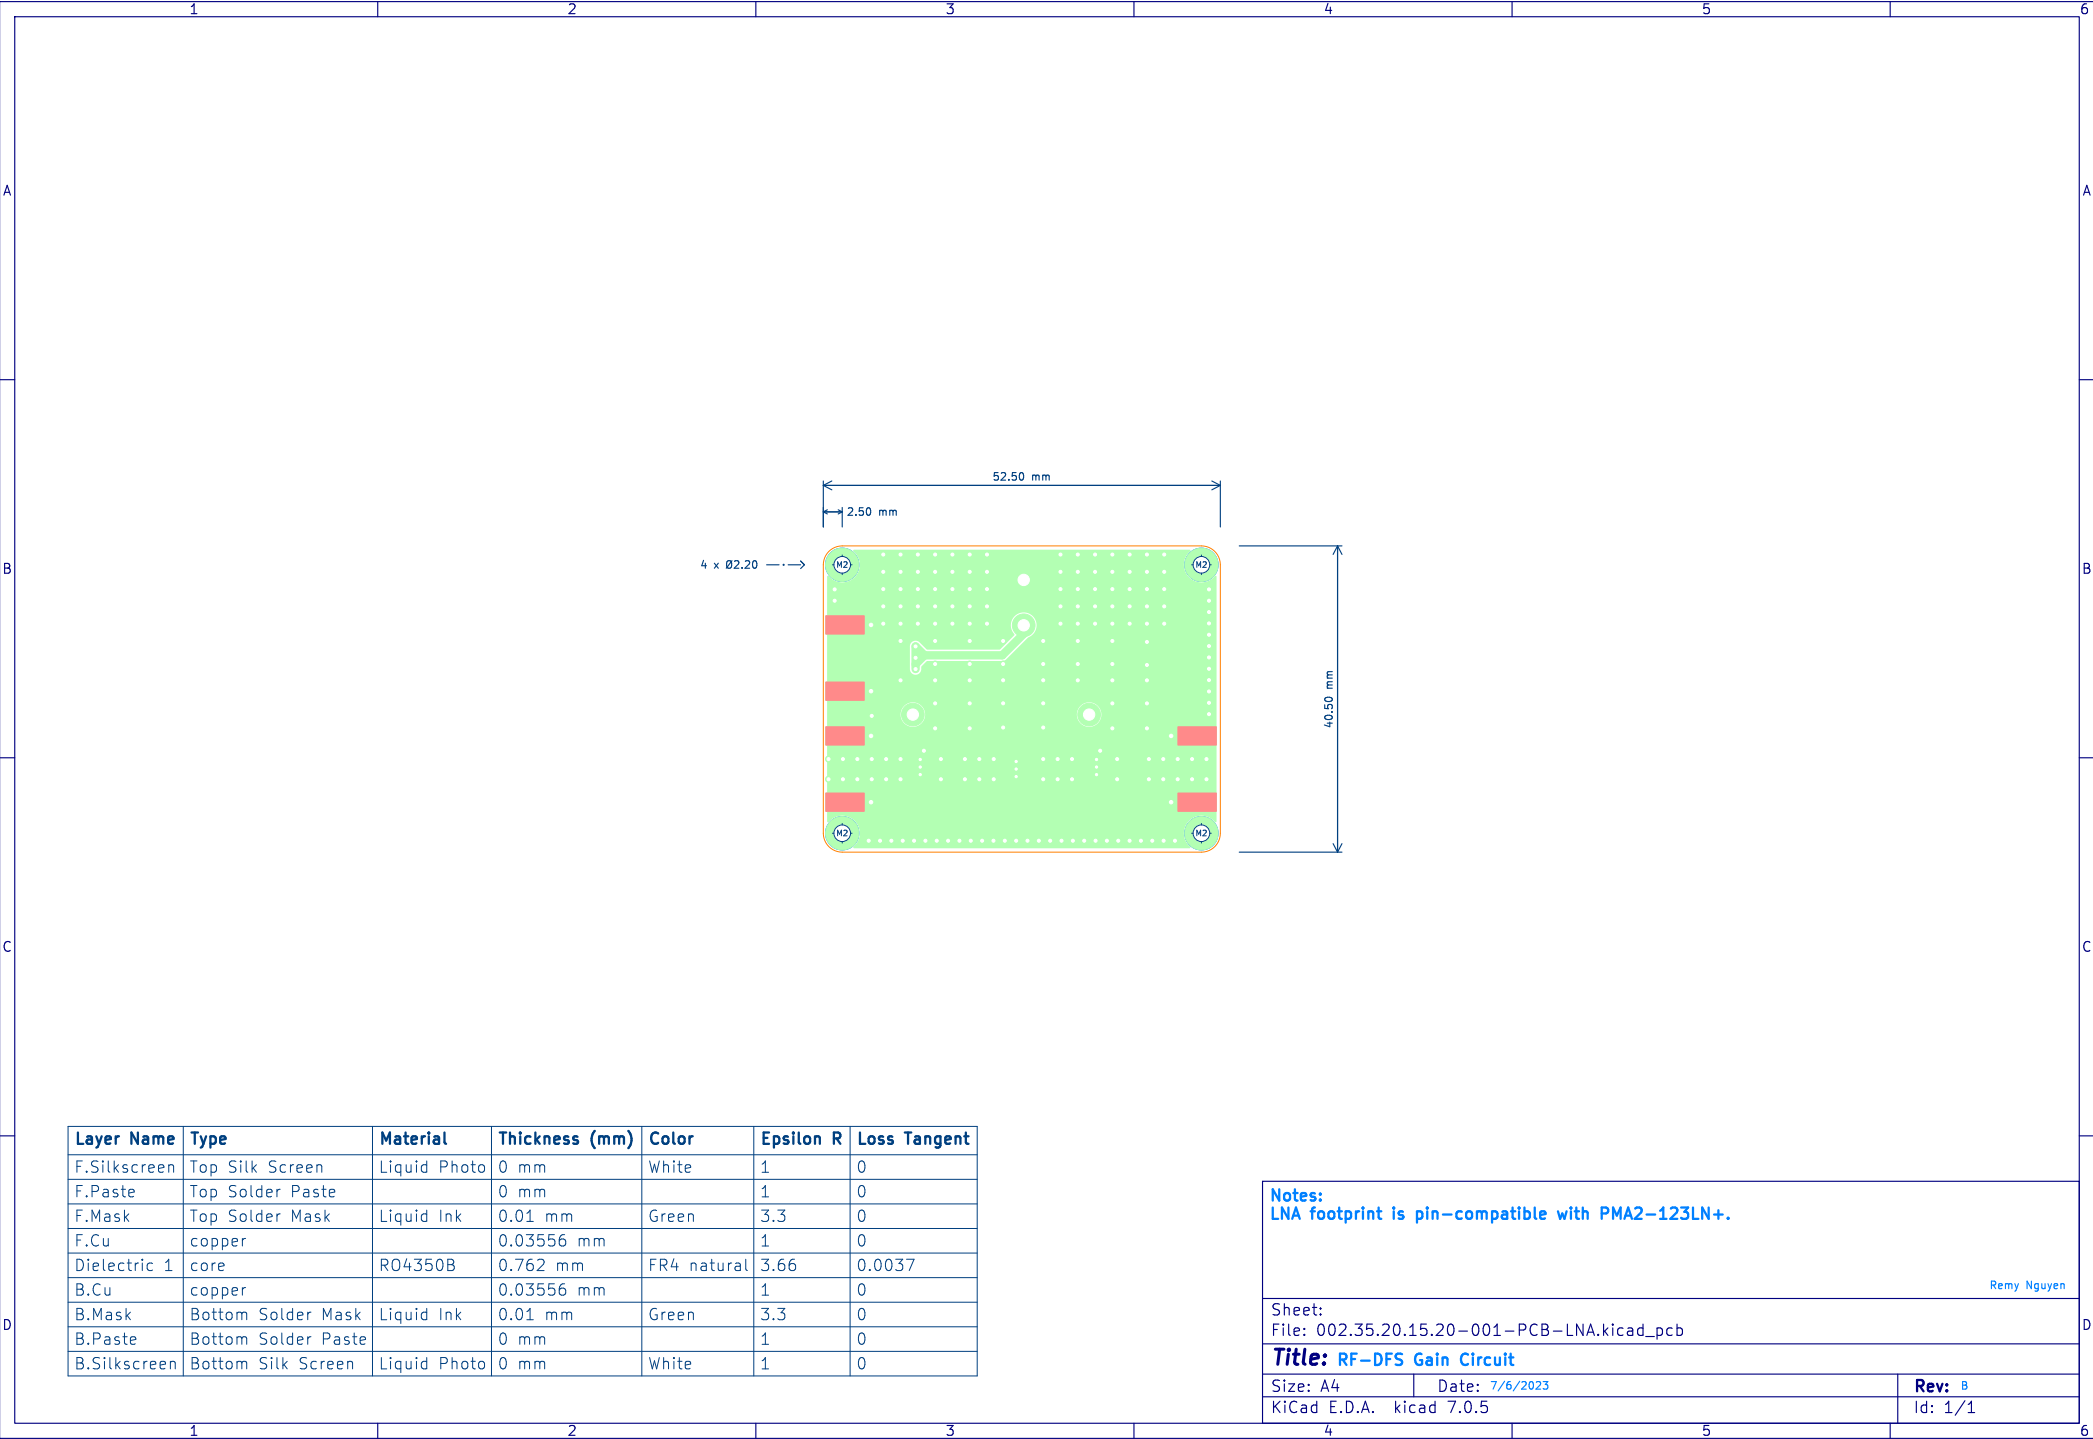 1 2 3 4 5 6
A A
52.50 mm
2.50 mm
B B
4 x Ø2.20
M2 M2
40.50 mm
M2 M2
C C
Layer Name Type Material Thickness (mm) Color Epsilon R Loss Tangent
F.Silkscreen Top Silk Screen Liquid Photo 0 mm White 1 0
F.Paste Top Solder Paste 0 mm 1 0
F.Mask Top Solder Mask Liquid Ink 0.01 mm Green 3.3 0
F.Cu copper 0.03556 mm 1 0
Dielectric 1 core RO4350B 0.762 mm FR4 natural 3.66 0.0037
B.Cu copper 0.03556 mm 1 0
B.Mask Bottom Solder Mask Liquid Ink 0.01 mm Green 3.3 0
B.Paste Bottom Solder Paste 0 mm 1 0
B.Silkscreen Bottom Silk Screen Liquid Photo 0 mm White 1 0
D D
Notes:
LNA footprint is pin-compatible with PMA2-123LN+.
Remy Nguyen
Sheet:
File: 002.35.20.15.20-001-PCB-LNA.kicad_pcb
Title: RF-DFS Gain Circuit
Size: A4 Date: 7/6/2023 Rev: B
KiCad E.D.A. kicad 7.0.5 Id: 1/1
1 2 3 4 5 6